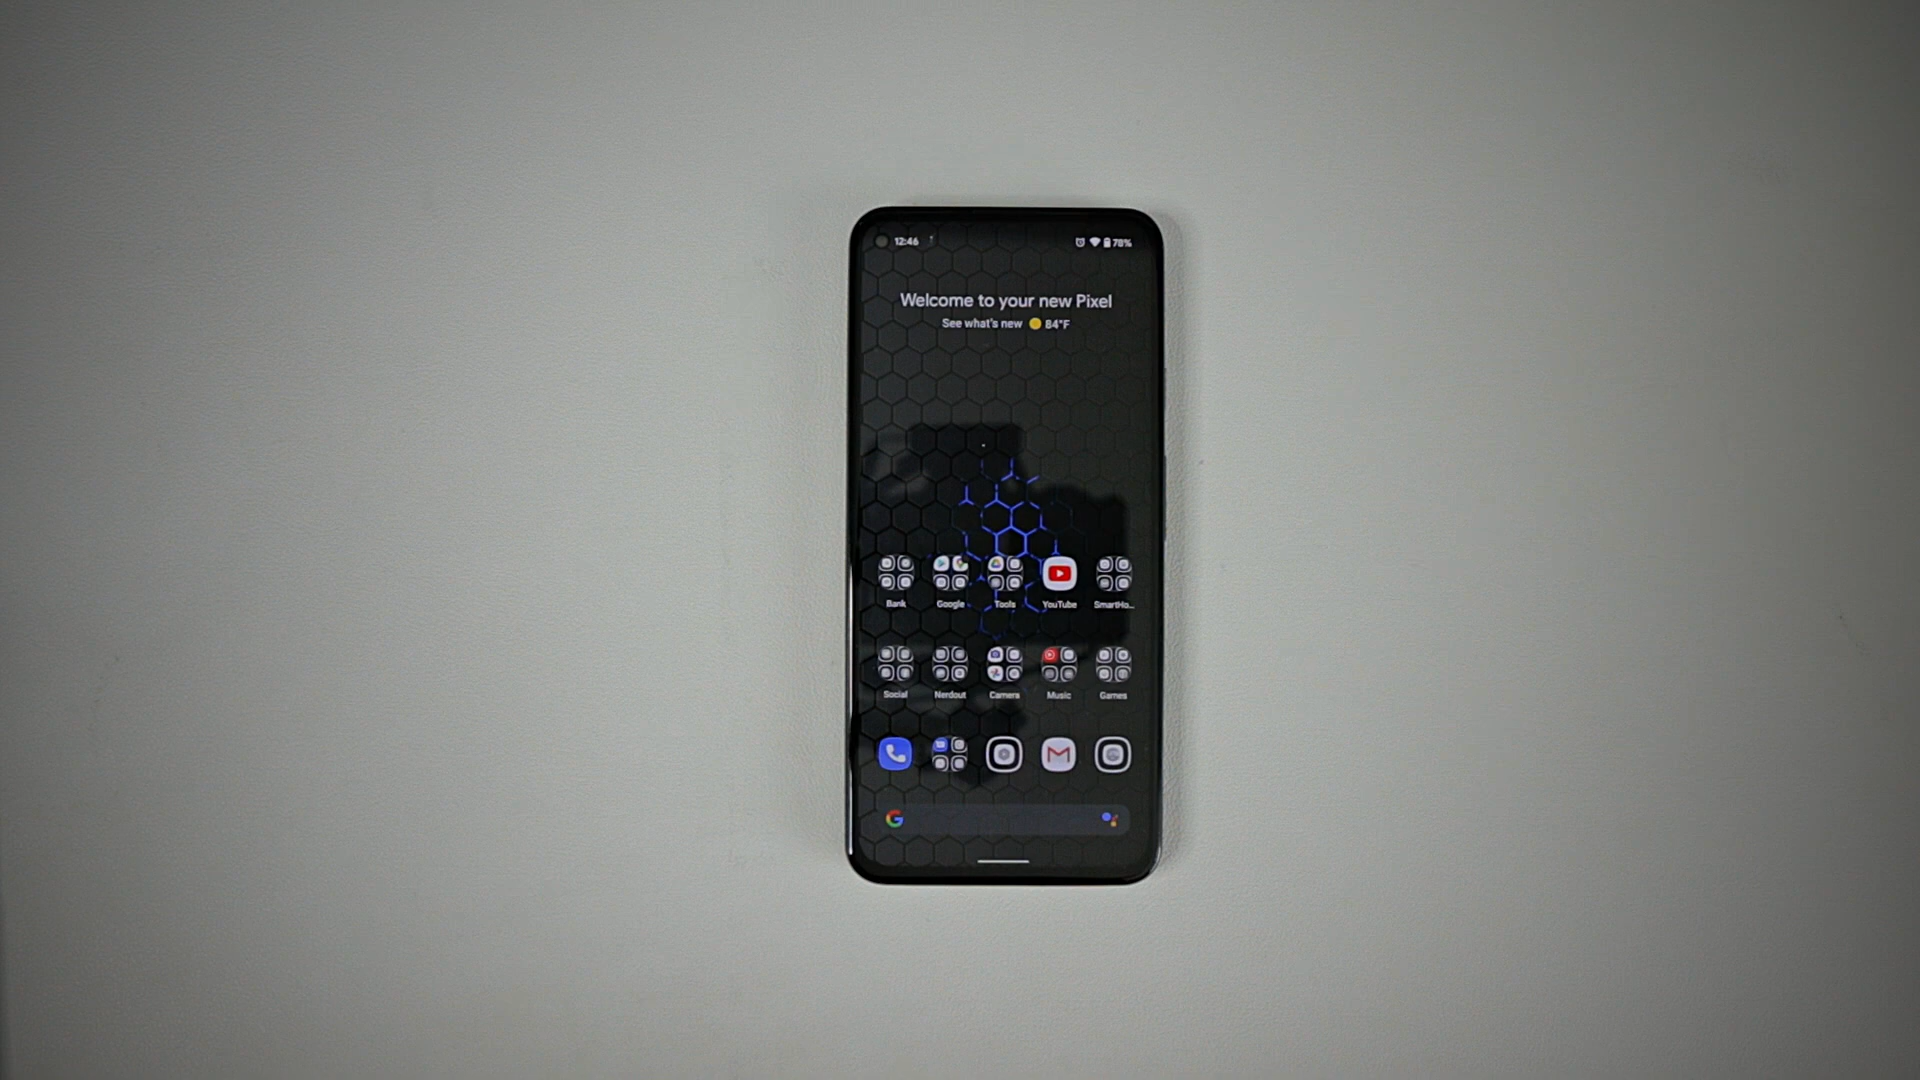 12:46 78%
Welcome to your new Pixel
See what's new 84°F
Bank Google Tools YouTube SmartHo...
Social Nerdout Camera Music Games